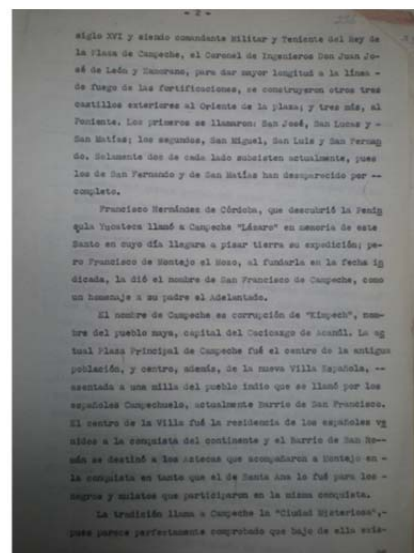 - 2 -
siglo XVI y siendo comandante Militar y Teniente del Rey de
la Plaza de Campeche, el Coronel de Ingenieros Don Juan Jo-
sé de León y Zamorano, para dar mayor longitud a la línea -
de fuego de las fortificaciones, se construyeron otros tres
castillos exteriores al Oriente de la plaza; y tres más, al
Poniente. Los primeros se llamaron: San José, San Lucas y -
San Matías; los segundos, San Miguel, San Luis y San Fernan
do. Solamente dos de cada lado subsisten actualmente, pues
los de San Fernando y de San Matías han desaparecido por --
completo.
Francisco Hernández de Córdoba, que descubrió la Penín
sula Yucateca llamó a Campeche "Lázaro" en memoria de este
Santo en cuyo día llegara a pisar tierra su expedición; pe-
ro Francisco de Montejo el Mozo, al fundarla en la fecha in
dicada, la dió el nombre de San Francisco de Campeche, como
un homenaje a su padre el Adelantado.
El nombre de Campeche es corrupción de "Kimpech", nom-
bre del pueblo maya, capital del Cacicazgo de Acanúl. La ac
tual Plaza Principal de Campeche fué el centro de la antigua
población, y centro, además, de la nueva Villa Española, --
asentada a una milla del pueblo indio que se llamó por los
españoles Campechuelo, actualmente Barrio de San Francisco.
El centro de la Villa fué la residencia de los españoles ve
nidos a la conquista del continente y el Barrio de San Ro--
mán se destinó a los Aztecas que acompañaron a Montejo en -
la conquista en tanto que el de Santa Ana lo fué para los -
negros y mulatos que participaron en la misma conquista.
La tradición llama a Campeche la "Ciudad Misteriosa",-
pues parece perfectamente comprobado que bajo de ella exis-